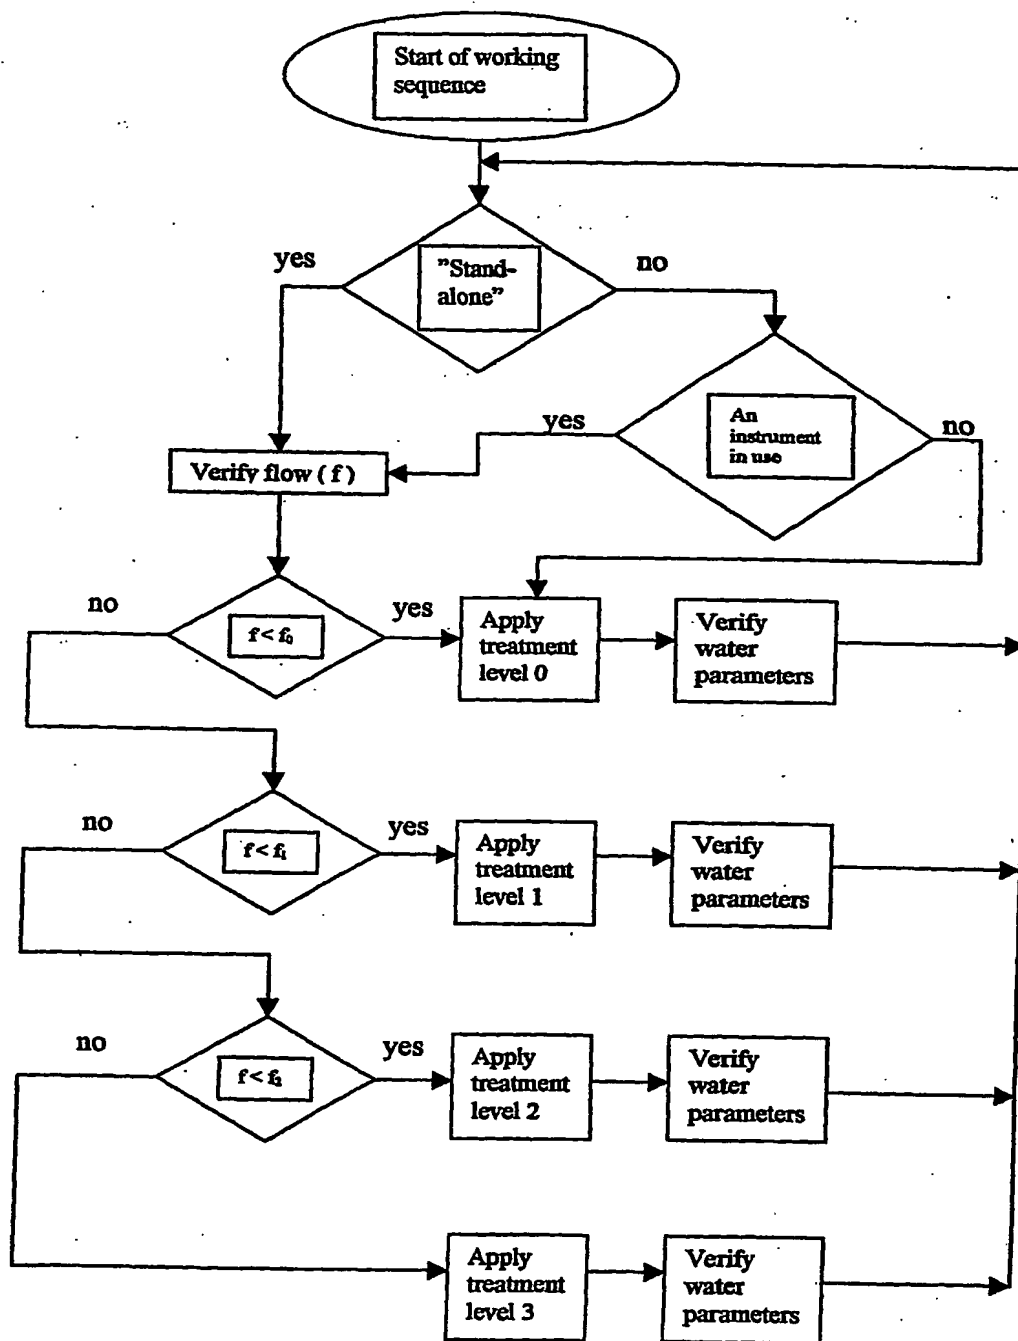 Start of working
sequence
yes
"Stand-
alone"
no
yes
An
instrument
in use
no
Verify flow ( f )
no
f < f₀
yes
Apply
treatment
level 0
Verify
water
parameters
no
f < f₁
yes
Apply
treatment
level 1
Verify
water
parameters
no
f < f₂
yes
Apply
treatment
level 2
Verify
water
parameters
Apply
treatment
level 3
Verify
water
parameters